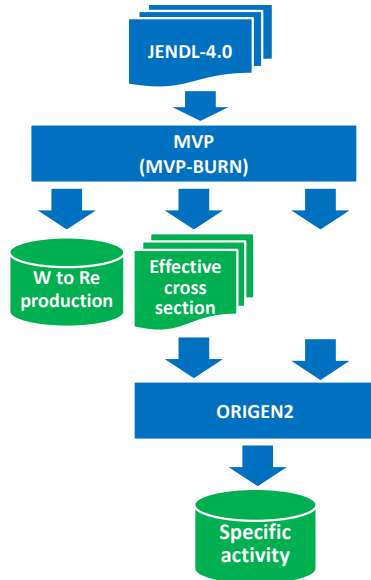 JENDL-4.0
MVP
(MVP-BURN)
W to Re
production
Effective
cross
section
ORIGEN2
Specific
activity